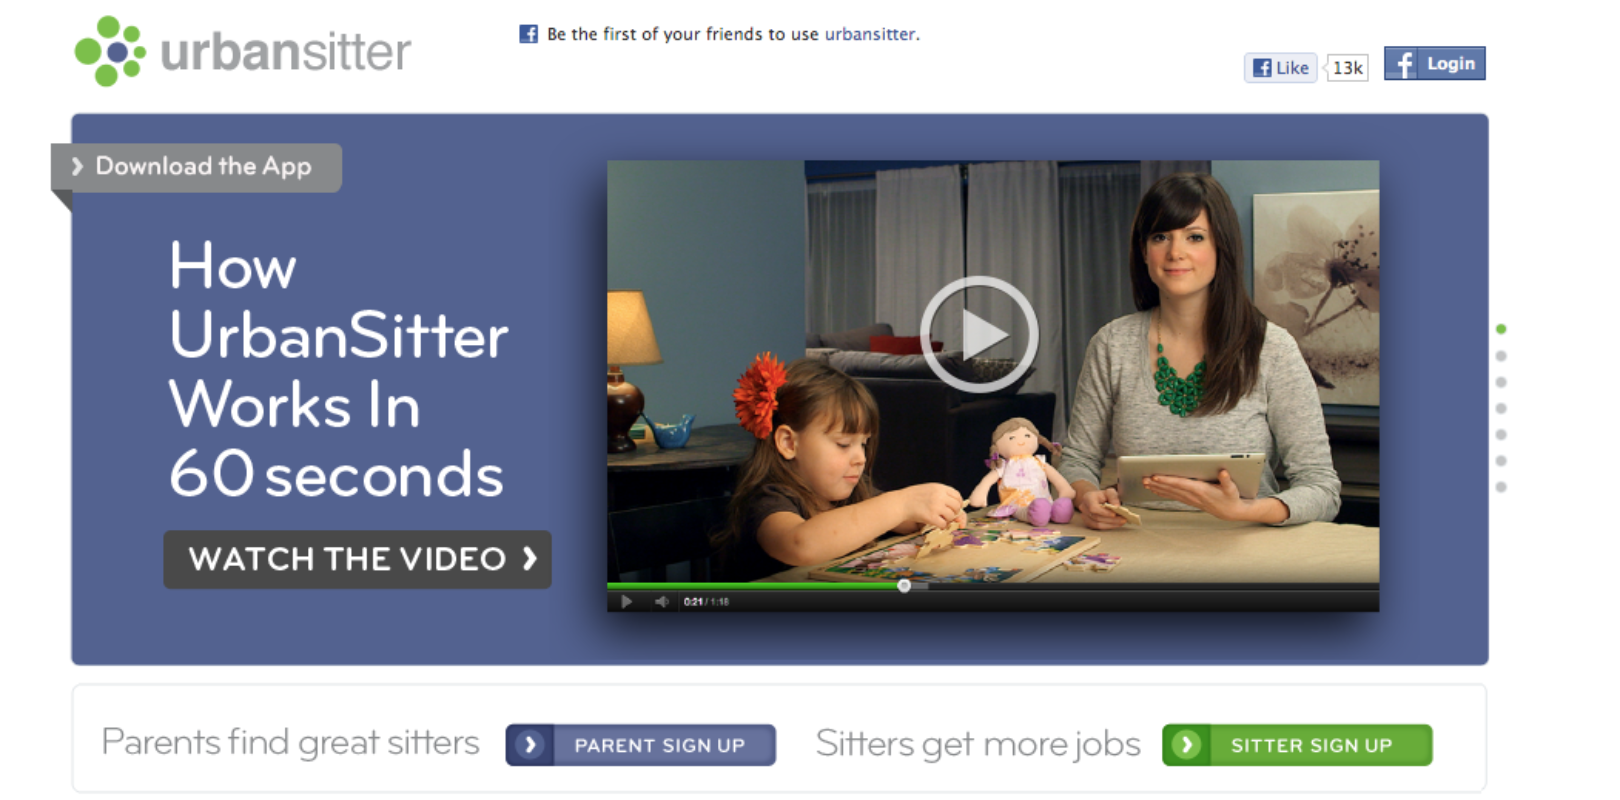 urbansitter
Be the first of your friends to use urbansitter.
Like
13k
Login
Download the App
How
UrbanSitter
Works In
60 seconds
WATCH THE VIDEO
0:21 / 1:18
Parents find great sitters
PARENT SIGN UP
Sitters get more jobs
SITTER SIGN UP